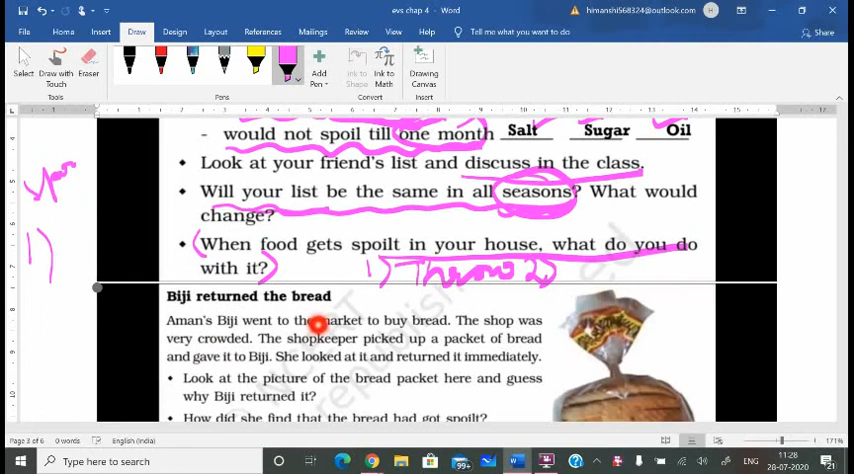 evs chap 4 - Word
himanshi568324@outlook.com
H
File Home Insert Draw Design Layout References Mailings Review View Help Tell me what you want to do Share
Select Draw with Touch Eraser Add Pen Ink to Shape Ink to Math Drawing Canvas
Tools Pens Convert Insert
- would not spoil till one month Salt Sugar Oil
• Look at your friend's list and discuss in the class.
• Will your list be the same in all seasons? What would
change?
• (When food gets spoilt in your house, what do you do
with it?) 1) Throw 2)
1)
Biji returned the bread
Aman's Biji went to the market to buy bread. The shop was
very crowded. The shopkeeper picked up a packet of bread
and gave it to Biji. She looked at it and returned it immediately.
• Look at the picture of the bread packet here and guess
why Biji returned it?
• How did she find that the bread had got spoilt?
© NCERT
republished
Page 3 of 6 0 words English (India) 171%
Type here to search
99+
ENG
11:28
28-07-2020
21